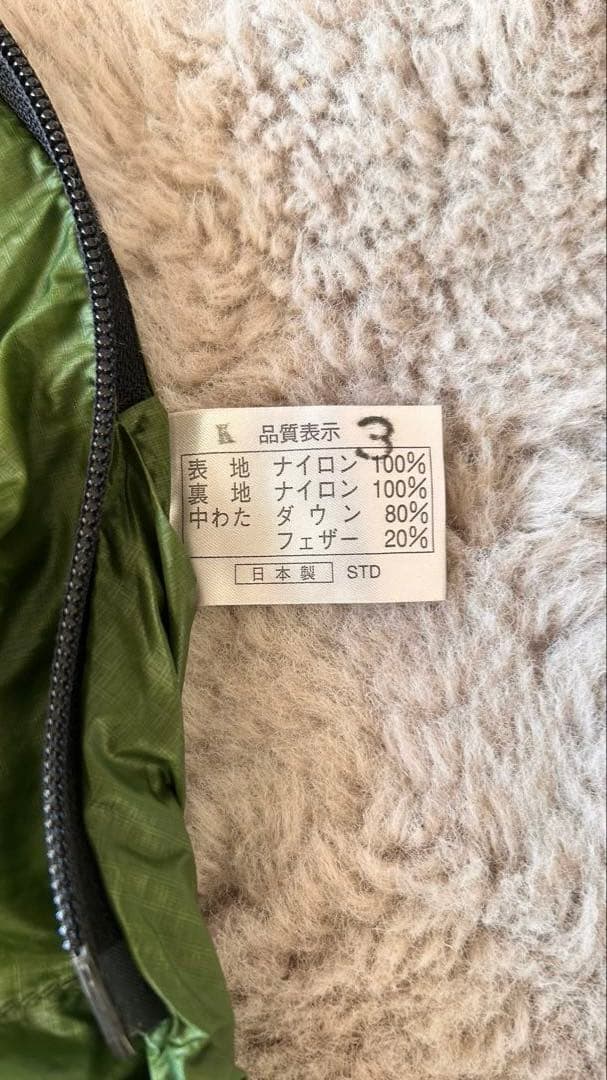 K 品質表示 3
表地 ナイロン 100%
裏地 ナイロン 100%
中わた ダウン 80%
フェザー 20%
日本製 STD